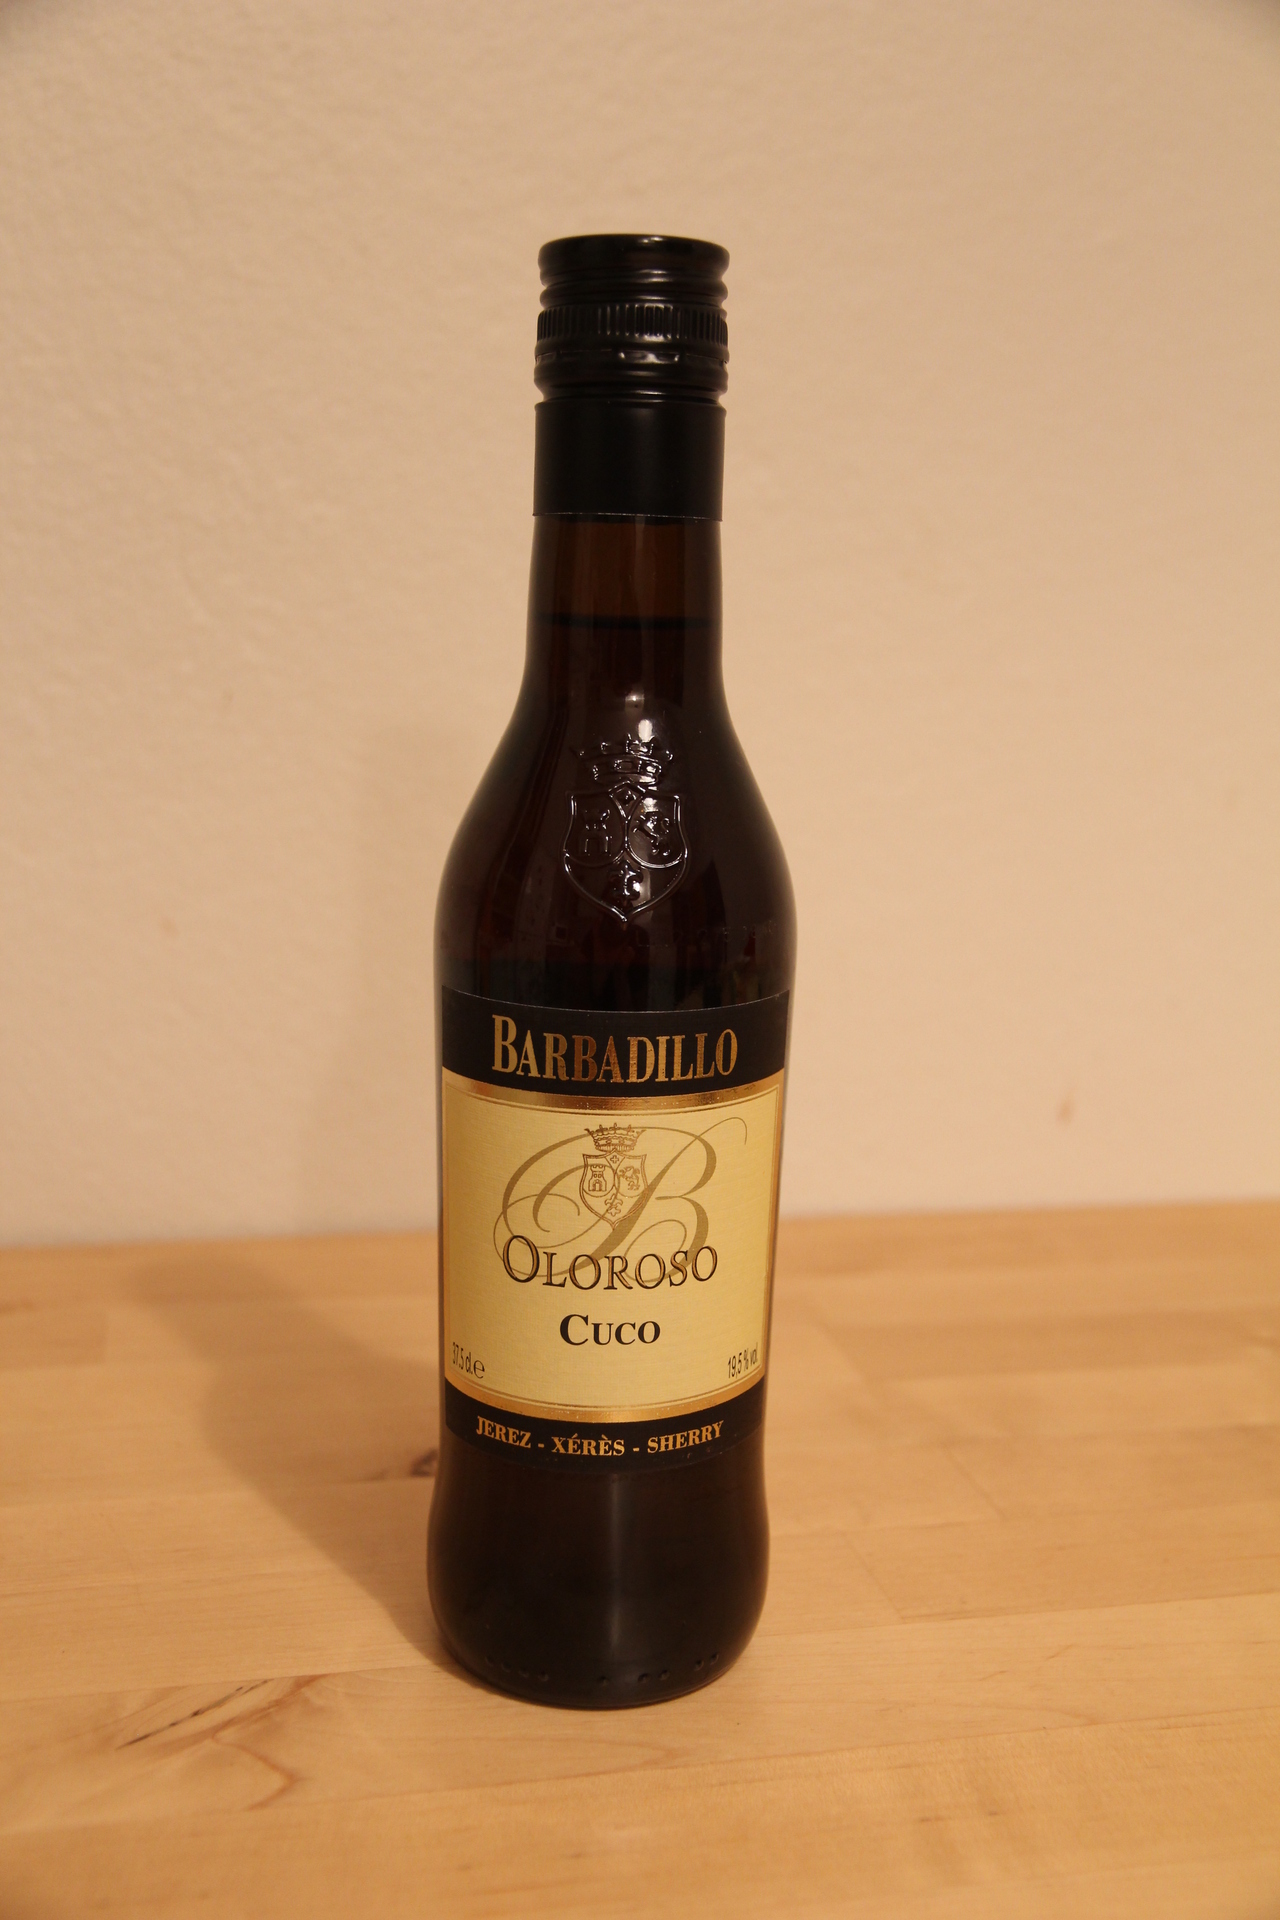 BARBADILLO
B
OLOROSO
CUCO
37,5 cl.e 19,5 % vol.
JEREZ - XÉRÈS - SHERRY